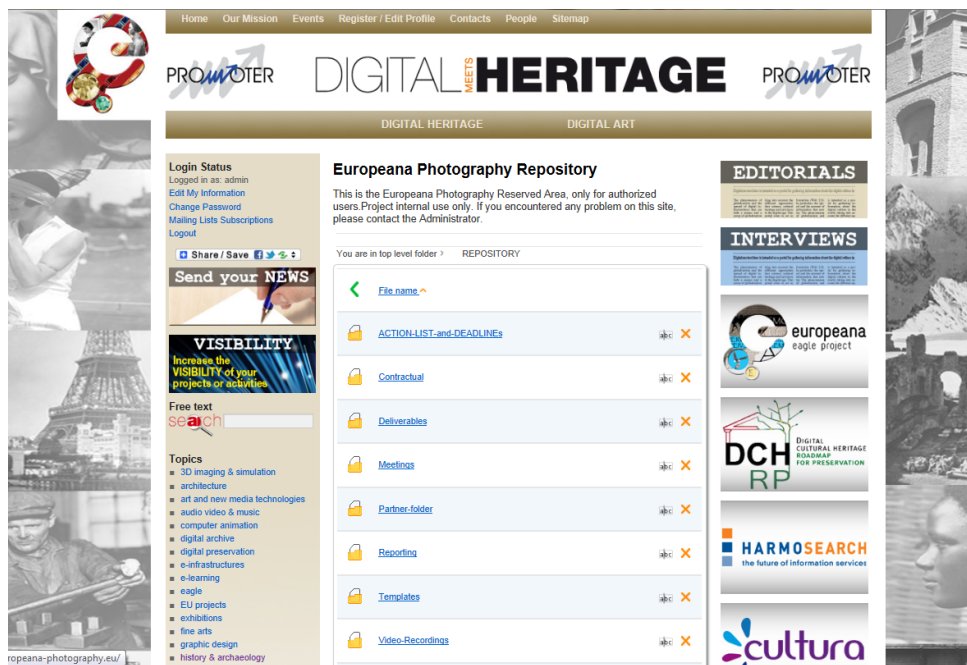 Home Our Mission Events Register / Edit Profile Contacts People Sitemap
PROMOTER
DIGITAL MEETS HERITAGE
PROMOTER
DIGITAL HERITAGE DIGITAL ART
Login Status
Logged in as: admin
Edit My Information
Change Password
Mailing Lists Subscriptions
Logout
Share / Save
Send your NEWS
VISIBILITY
Increase the
VISIBILITY of your
projects or activities
Free text
search
Topics
3D imaging & simulation
architecture
art and new media technologies
audio video & music
computer animation
digital archive
digital preservation
e-infrastructures
e-learning
eagle
EU projects
exhibitions
fine arts
graphic design
history & archaeology
Europeana Photography Repository
This is the Europeana Photography Reserved Area, only for authorized
users.Project internal use only. If you encountered any problem on this site,
please contact the Administrator.
You are in top level folder › REPOSITORY
File name
ACTION-LIST-and-DEADLINEs abc
Contractual abc
Deliverables abc
Meetings abc
Partner-folder abc
Reporting abc
Templates abc
Video-Recordings abc
EDITORIALS
INTERVIEWS
europeana
eagle project
DCH
RP
DIGITAL
CULTURAL HERITAGE
ROADMAP
FOR PRESERVATION
HARMOSEARCH
the future of information services
cultura
ropeana-photography.eu/